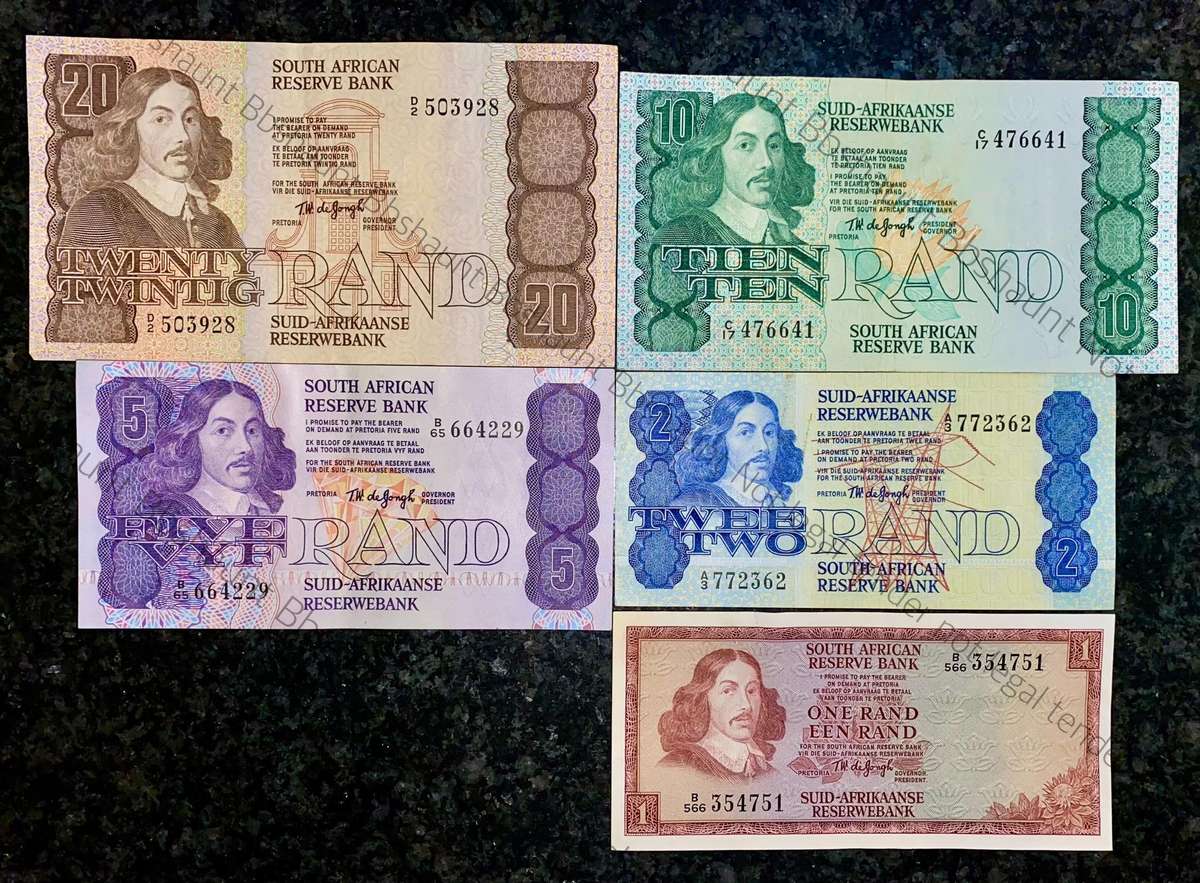 20
SOUTH AFRICAN
RESERVE BANK
D/2 503928
I PROMISE TO PAY
THE BEARER ON DEMAND
AT PRETORIA TWENTY RAND
EK BELOOF OP AANVRAAG
TE BETAAL AAN TOONDER
TE PRETORIA TWINTIG RAND
FOR THE SOUTH AFRICAN RESERVE BANK
VIR DIE SUID-AFRIKAANSE RESERWEBANK
T.W. de Jongh
PRETORIA GOVERNOR
PRESIDENT
TWENTY
TWINTIG RAND
D/2 503928
SUID-AFRIKAANSE
RESERWEBANK
20
10
SUID-AFRIKAANSE
RESERWEBANK
C/17 476641
EK BELOOF OP AANVRAAG
TE BETAAL AAN TOONDER
TE PRETORIA TIEN RAND
I PROMISE TO PAY
THE BEARER ON DEMAND
AT PRETORIA TEN RAND
VIR DIE SUID-AFRIKAANSE RESERWEBANK
FOR THE SOUTH AFRICAN RESERVE BANK
T.W. de Jongh PRESIDENT
PRETORIA GOVERNOR
TIEN
TEN RAND
C/17 476641
SOUTH AFRICAN
RESERVE BANK
10
5
SOUTH AFRICAN
RESERVE BANK
B/65 664229
I PROMISE TO PAY THE BEARER
ON DEMAND AT PRETORIA FIVE RAND
EK BELOOF OP AANVRAAG TE BETAAL
AAN TOONDER TE PRETORIA VYF RAND
FOR THE SOUTH AFRICAN RESERVE BANK
VIR DIE SUID-AFRIKAANSE RESERWEBANK
PRETORIA T.W. de Jongh GOVERNOR
PRESIDENT
FIVE
VYF RAND
B/65 664229
SUID-AFRIKAANSE
RESERWEBANK
5
2
SUID-AFRIKAANSE
RESERWEBANK
A/3 772362
EK BELOOF OP AANVRAAG TE BETAAL
AAN TOONDER TE PRETORIA TWEE RAND
I PROMISE TO PAY THE BEARER
ON DEMAND AT PRETORIA TWO RAND
VIR DIE SUID-AFRIKAANSE RESERWEBANK
FOR THE SOUTH AFRICAN RESERVE BANK
PRETORIA T.W. de Jongh PRESIDENT
GOVERNOR
TWEE
TWO RAND
A/3 772362
SOUTH AFRICAN
RESERVE BANK
2
SOUTH AFRICAN
RESERVE BANK
B/566 354751
1
I PROMISE TO PAY THE BEARER
ON DEMAND AT PRETORIA
EK BELOOF OP AANVRAAG TE BETAAL
AAN TOONDER TE PRETORIA
ONE RAND
EEN RAND
FOR THE SOUTH AFRICAN RESERVE BANK
VIR DIE SUID-AFRIKAANSE RESERWEBANK
PRETORIA T.W. de Jongh GOVERNOR
PRESIDENT
1
B/566 354751
SUID-AFRIKAANSE
RESERWEBANK